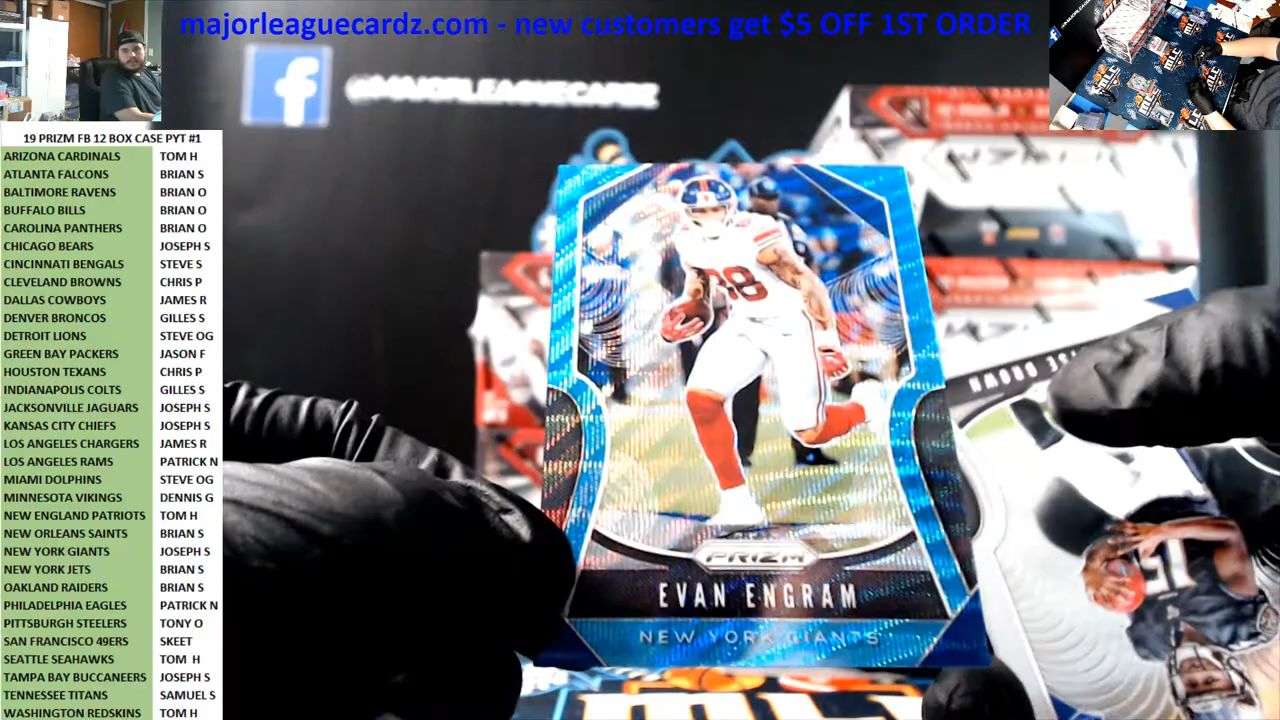 majorleaguecardz.com - new customers get $5 OFF 1ST ORDER
@MAJORLEAGUECARDZ
19 PRIZM FB 12 BOX CASE PYT #1
ARIZONA CARDINALS TOM H
ATLANTA FALCONS BRIAN S
BALTIMORE RAVENS BRIAN O
BUFFALO BILLS BRIAN O
CAROLINA PANTHERS BRIAN O
CHICAGO BEARS JOSEPH S
CINCINNATI BENGALS STEVE S
CLEVELAND BROWNS CHRIS P
DALLAS COWBOYS JAMES R
DENVER BRONCOS GILLES S
DETROIT LIONS STEVE OG
GREEN BAY PACKERS JASON F
HOUSTON TEXANS CHRIS P
INDIANAPOLIS COLTS GILLES S
JACKSONVILLE JAGUARS JOSEPH S
KANSAS CITY CHIEFS JOSEPH S
LOS ANGELES CHARGERS JAMES R
LOS ANGELES RAMS PATRICK N
MIAMI DOLPHINS STEVE OG
MINNESOTA VIKINGS DENNIS G
NEW ENGLAND PATRIOTS TOM H
NEW ORLEANS SAINTS BRIAN S
NEW YORK GIANTS JOSEPH S
NEW YORK JETS BRIAN S
OAKLAND RAIDERS BRIAN S
PHILADELPHIA EAGLES PATRICK N
PITTSBURGH STEELERS TONY O
SAN FRANCISCO 49ERS SKEET
SEATTLE SEAHAWKS TOM H
TAMPA BAY BUCCANEERS JOSEPH S
TENNESSEE TITANS SAMUEL S
WASHINGTON REDSKINS TOM H
88
PRIZM
EVAN ENGRAM
NEW YORK GIANTS
BROWN
15
MLC